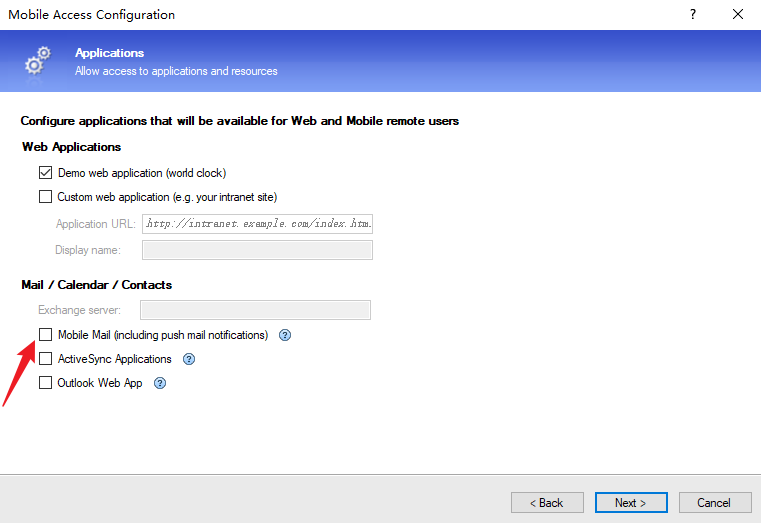 Mobile Access Configuration
?
Applications
Allow access to applications and resources
Configure applications that will be available for Web and Mobile remote users
Web Applications
Demo web application (world clock)
Custom web application (e.g. your intranet site)
Application URL: http://intranet.example.com/index.htm.
Display name:
Mail / Calendar / Contacts
Exchange server:
Mobile Mail (including push mail notifications) ?
ActiveSync Applications ?
Outlook Web App ?
< Back Next > Cancel